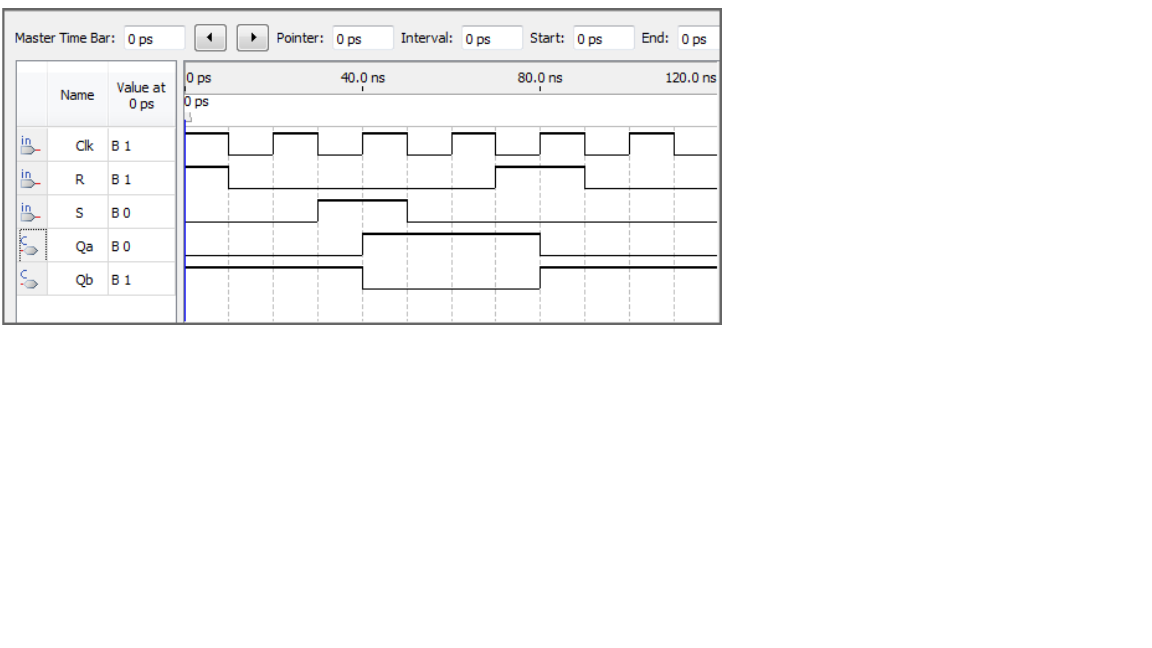 Master Time Bar: 0 ps Pointer: 0 ps Interval: 0 ps Start: 0 ps End: 0 ps
Name Value at 0 ps
0 ps 40.0 ns 80.0 ns 120.0 ns
0 ps
in Clk B 1
in R B 1
in S B 0
C Qa B 0
C Qb B 1